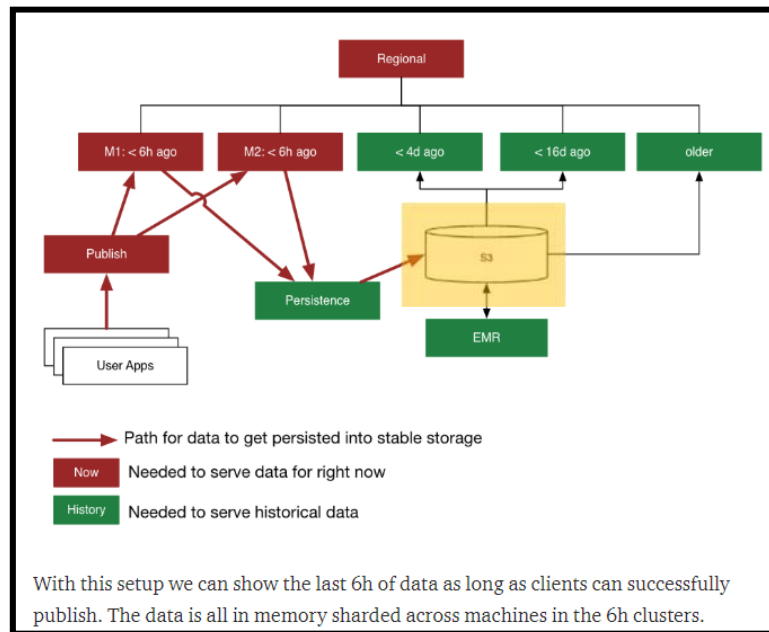 Regional
M1: < 6h ago
M2: < 6h ago
< 4d ago
< 16d ago
older
Publish
S3
Persistence
EMR
User Apps
Path for data to get persisted into stable storage
Now Needed to serve data for right now
History Needed to serve historical data
With this setup we can show the last 6h of data as long as clients can successfully
publish. The data is all in memory sharded across machines in the 6h clusters.